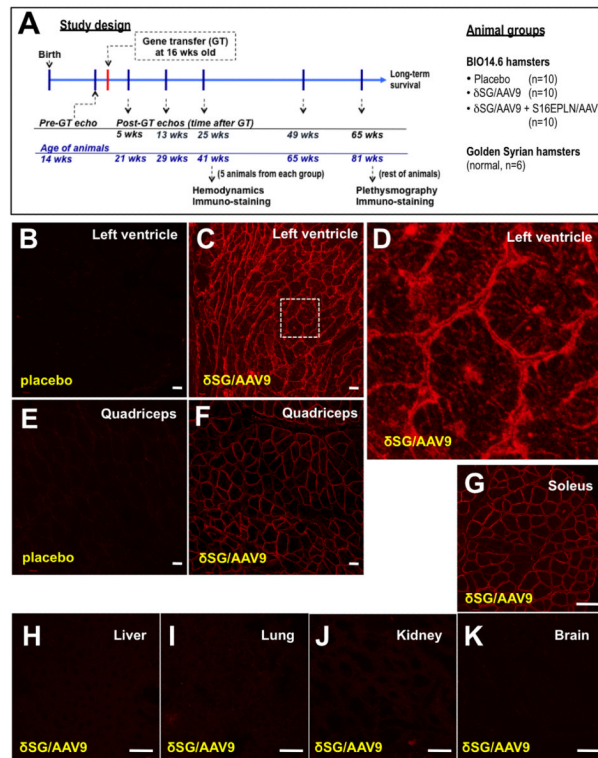 A
Study design
Birth
Gene transfer (GT)
at 16 wks old
Long-term
survival
Pre-GT echo
Post-GT echos (time after GT)
5 wks 13 wks 25 wks 49 wks 65 wks
Age of animals
14 wks 21 wks 29 wks 41 wks 65 wks 81 wks
(5 animals from each group)
(rest of animals)
Hemodynamics
Immuno-staining
Plethysmography
Immuno-staining
Animal groups
BIO14.6 hamsters
• Placebo (n=10)
• δSG/AAV9 (n=10)
• δSG/AAV9 + S16EPLN/AAV
(n=10)
Golden Syrian hamsters
(normal, n=6)
B Left ventricle
placebo
C Left ventricle
δSG/AAV9
D Left ventricle
δSG/AAV9
E Quadriceps
placebo
F Quadriceps
δSG/AAV9
G Soleus
δSG/AAV9
H Liver
δSG/AAV9
I Lung
δSG/AAV9
J Kidney
δSG/AAV9
K Brain
δSG/AAV9